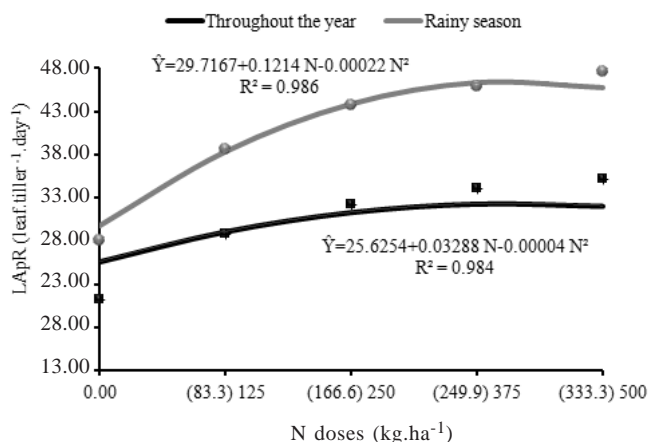 Throughout the year Rainy season
48.00
43.00
38.00
33.00
28.00
23.00
28.00
13.00
LApR (leaf.tiller⁻¹.day⁻¹)
Ŷ=29.7167+0.1214 N-0.00022 N²
R² = 0.986
Ŷ=25.6254+0.03288 N-0.00004 N²
R² = 0.984
0.00 (83.3) 125 (166.6) 250 (249.9) 375 (333.3) 500
N doses (kg.ha⁻¹)